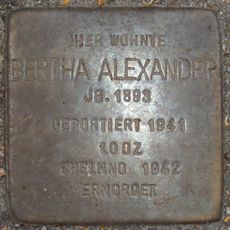 HIER WOHNTE
BERTHA ALEXANDER
JG. 1893
DEPORTIERT 1941
LODZ
CHELMNO 1942
ERMORDET